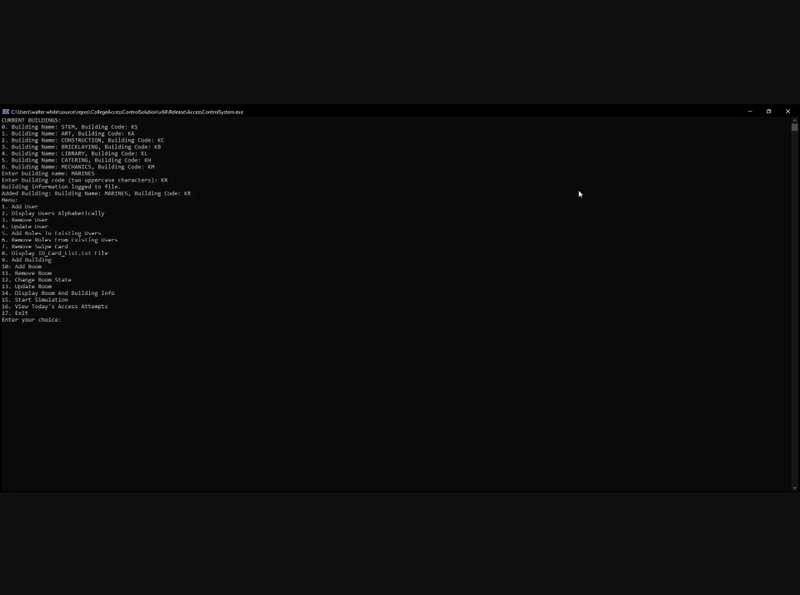 C:\Users\walter white\source\repos\CollegeAccessControlSolution\x64\Release\AccessControlSystem.exe
CURRENT BUILDINGS:
0. Building Name: STEM, Building Code: KS
1. Building Name: ART, Building Code: KA
2. Building Name: CONSTRUCTION, Building Code: KC
3. Building Name: BRICKLAYING, Building Code: KB
4. Building Name: LIBRARY, Building Code: KL
5. Building Name: CATERING, Building Code: KH
6. Building Name: MECHANICS, Building Code: KM
Enter building name: MARINES
Enter building code (two uppercase characters): KR
Building information logged to file.
Added Building: Building Name: MARINES, Building Code: KR
Menu:
1. Add User
2. Display Users Alphabetically
3. Remove User
4. Update User
5. Add Roles To Existing Users
6. Remove Roles From Existing Users
7. Remove Swipe Card
8. Display ID_Card_List.txt File
9. Add Building
10: Add Room
11. Remove Room
12. Change Room State
13. Update Room
14. Display Room And Building Info
15. Start Simulation
16. View Today's Access Attempts
17. Exit
Enter your choice: